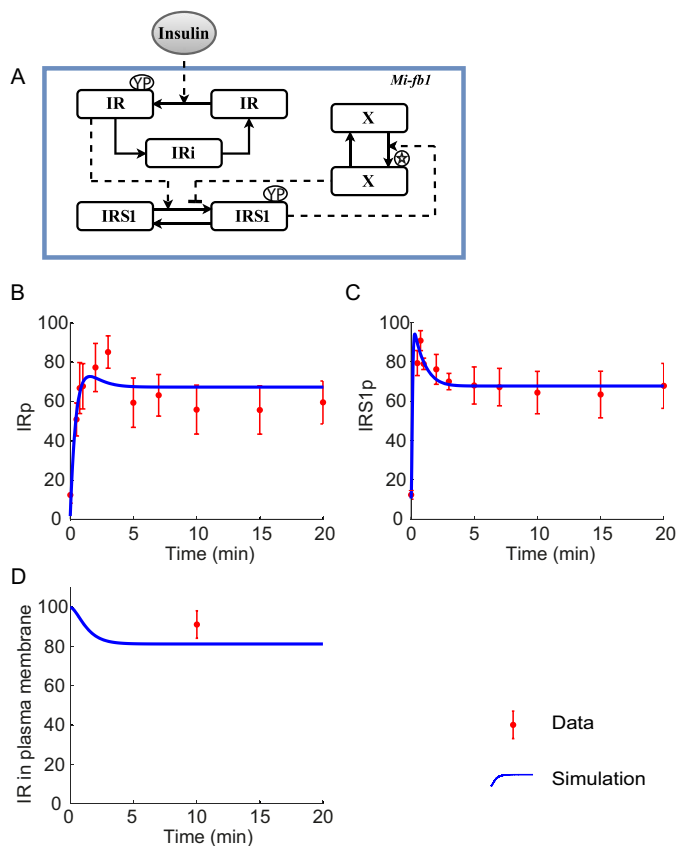 Insulin
A
Mi-fb1
YP
IR
IR
X
IRi
X
YP
IRS1
IRS1
B
C
100
80
60
40
20
0
IRp
0
5
10
15
20
Time (min)
100
80
60
40
20
0
IRS1p
0
5
10
15
20
Time (min)
D
100
80
60
40
20
0
IR in plasma membrane
0
5
10
15
20
Time (min)
Data
Simulation